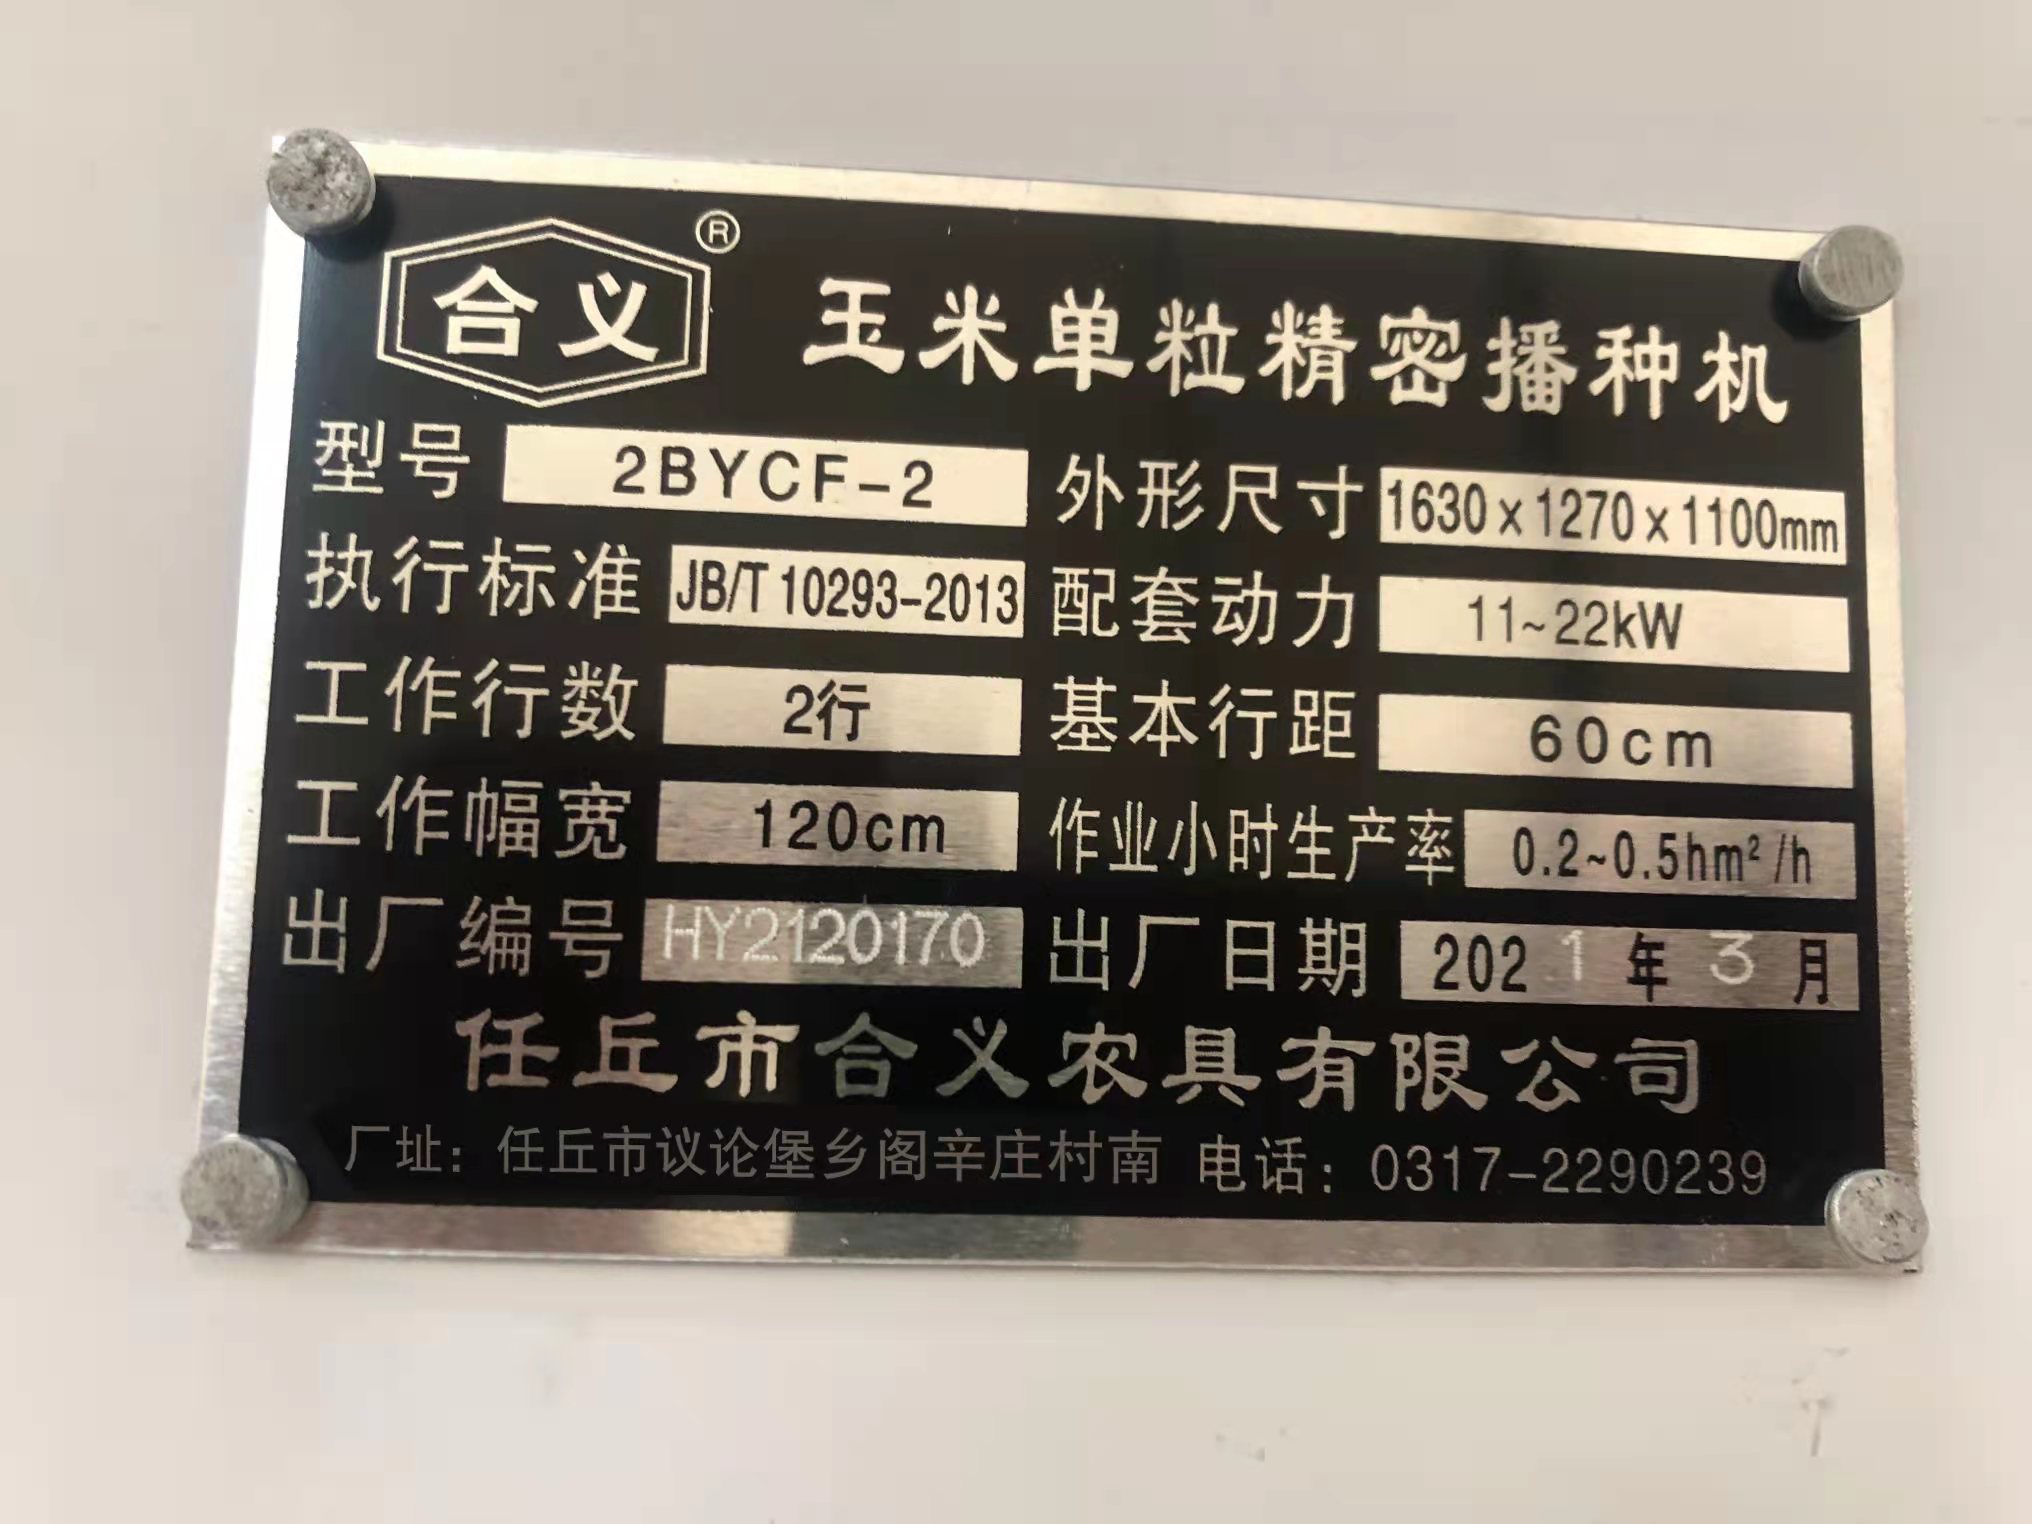 合义® 玉米单粒精密播种机
型号 2BYCF-2 外形尺寸 1630×1270×1100mm
执行标准 JB/T 10293-2013 配套动力 11~22kW
工作行数 2行 基本行距 60cm
工作幅宽 120cm 作业小时生产率 0.2~0.5hm²/h
出厂编号 HY2120170 出厂日期 2021年3月
任丘市合义农具有限公司
厂址：任丘市议论堡乡阁辛庄村南 电话：0317-2290239